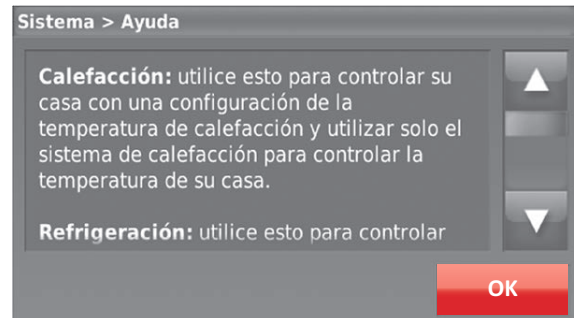 Sistema > Ayuda
Calefacción: utilice esto para controlar su
casa con una configuración de la
temperatura de calefacción y utilizar solo el
sistema de calefacción para controlar la
temperatura de su casa.
Refrigeración: utilice esto para controlar
OK